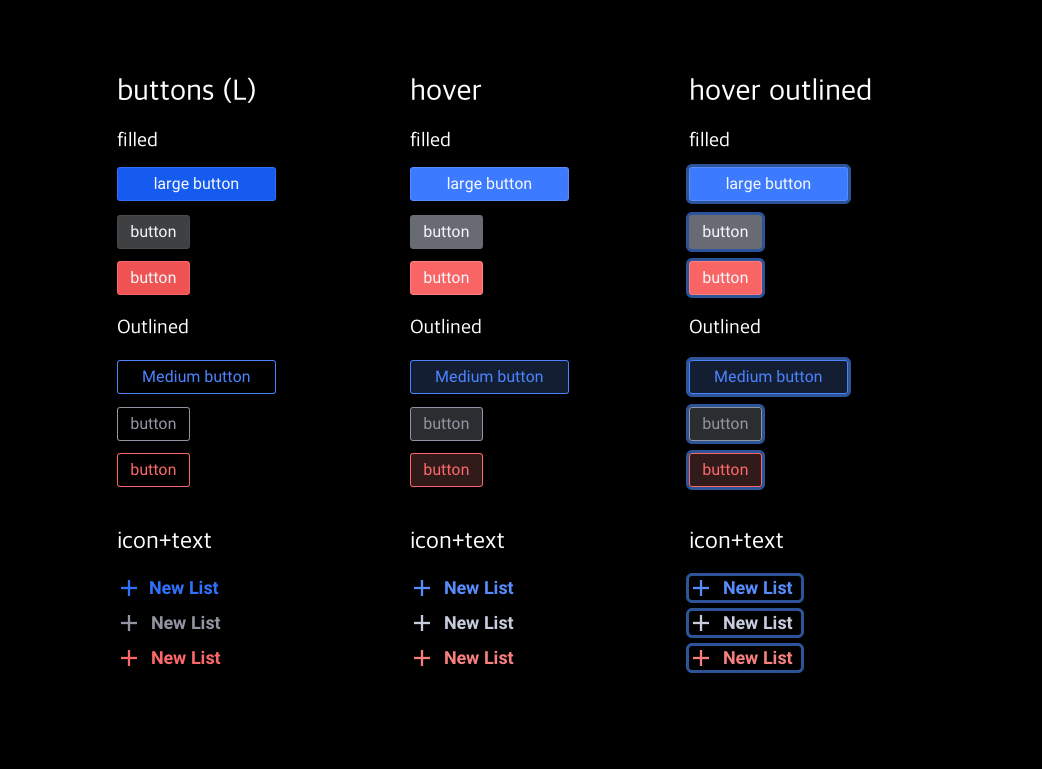 buttons (L)
filled
large button
button
button
Outlined
Medium button
button
button
icon+text
New List
New List
New List
hover
filled
large button
button
button
Outlined
Medium button
button
button
icon+text
New List
New List
New List
hover outlined
filled
large button
button
button
Outlined
Medium button
button
button
icon+text
New List
New List
New List